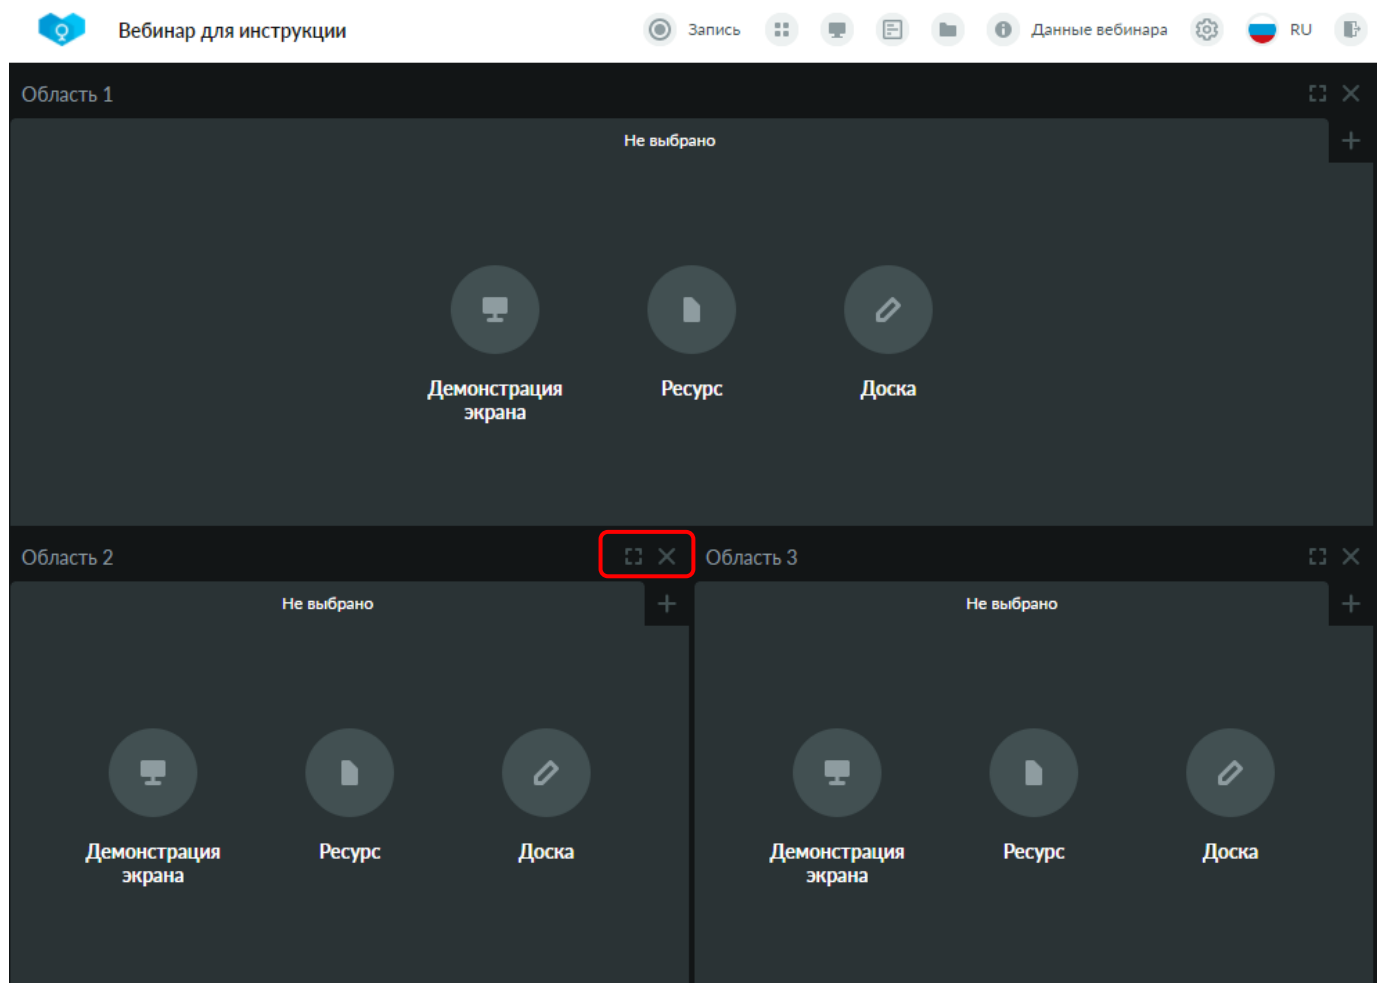 Вебинар для инструкции
Запись
Данные вебинара
RU
Область 1
Не выбрано
Демонстрация
экрана
Ресурс
Доска
Область 2
Область 3
Не выбрано
Не выбрано
Демонстрация
экрана
Ресурс
Доска
Демонстрация
экрана
Ресурс
Доска